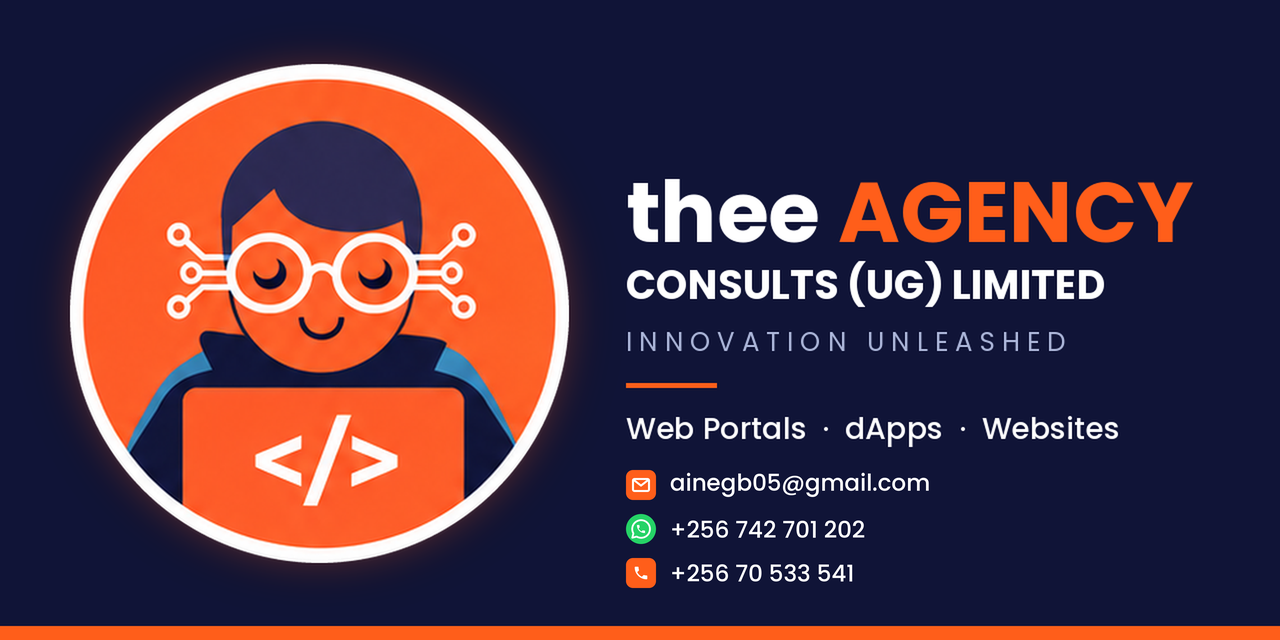 thee AGENCY
CONSULTS (UG) LIMITED
INNOVATION UNLEASHED
Web Portals · dApps · Websites
ainegb05@gmail.com
+256 742 701 202
+256 70 533 541
</>